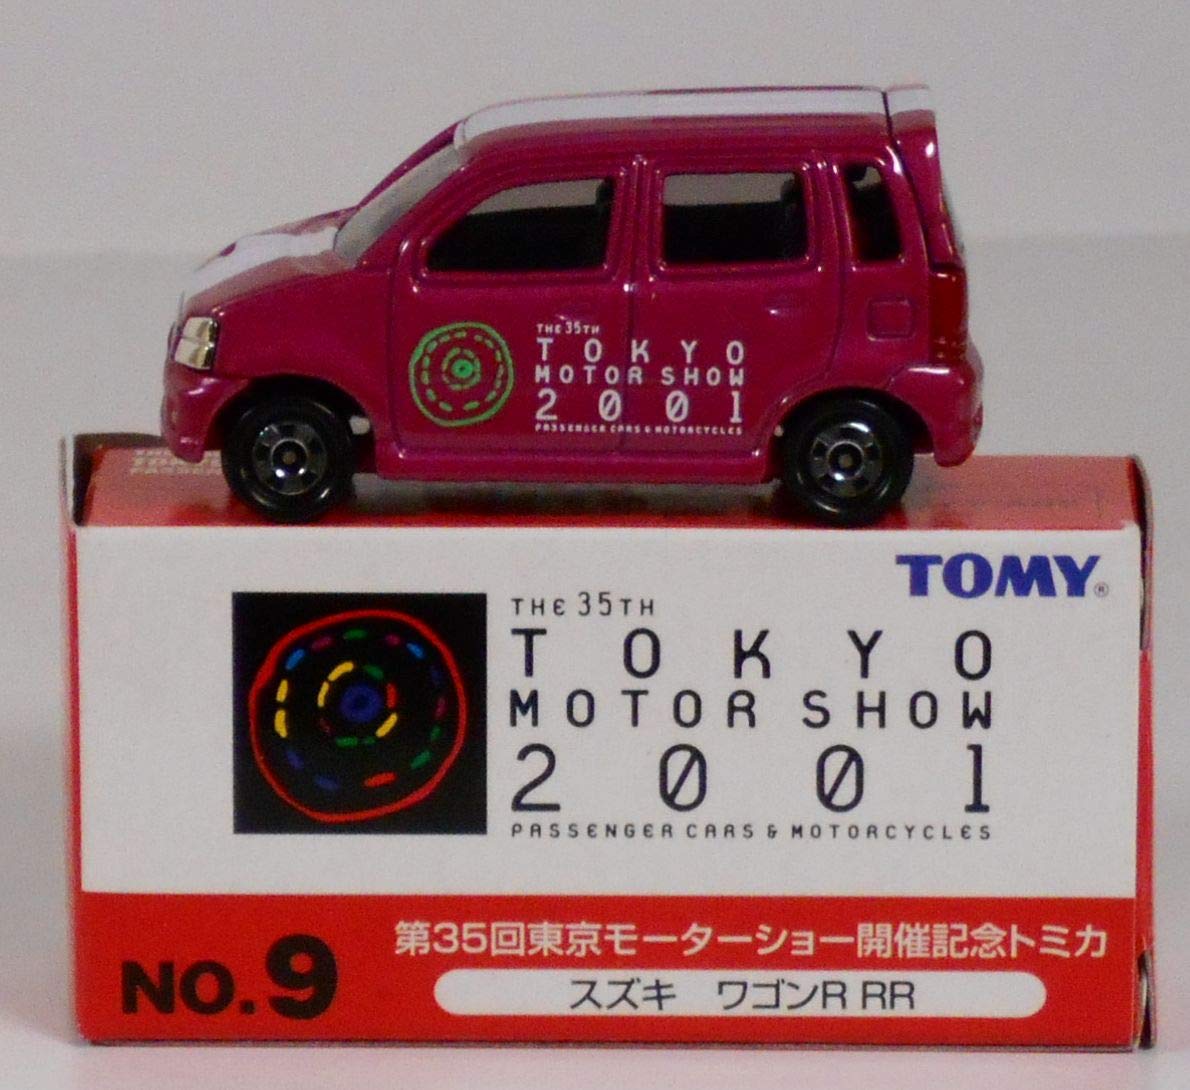 THE 35TH
TOKYO
MOTOR SHOW
2001
PASSENGER CARS & MOTORCYCLES
TOMY®
THE 35TH
TOKYO
MOTOR SHOW
2001
PASSENGER CARS & MOTORCYCLES
第35回東京モーターショー開催記念トミカ
NO.9
スズキ ワゴンR RR